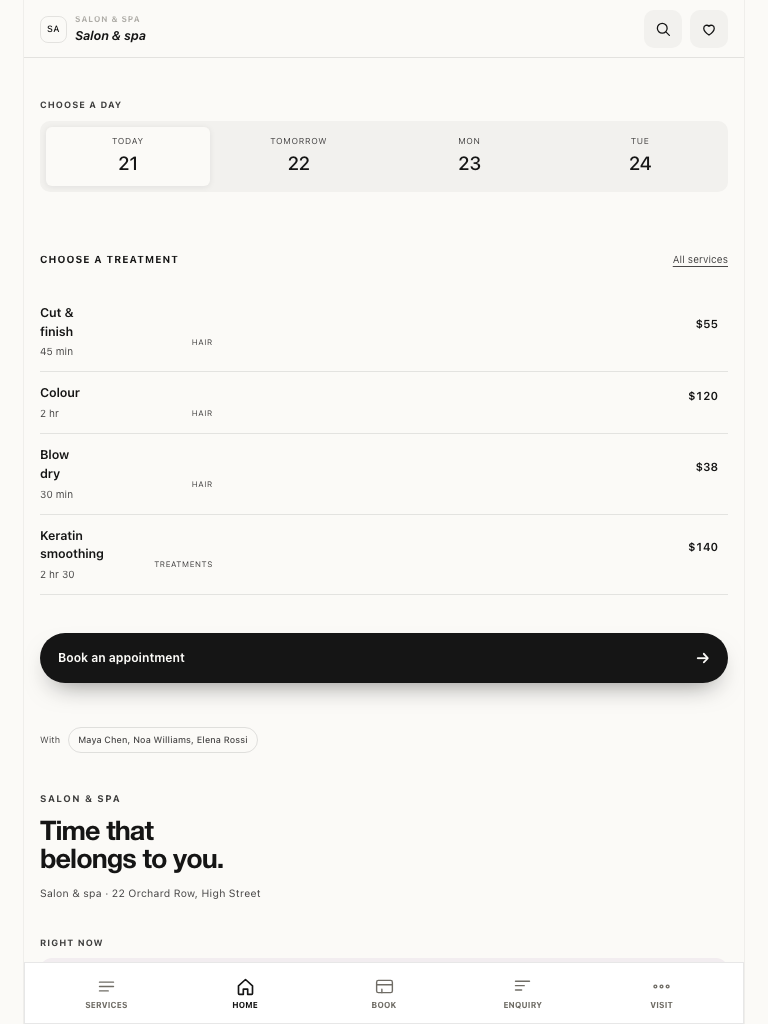 SA
SALON & SPA
Salon & spa
CHOOSE A DAY
TODAY
21
TOMORROW
22
MON
23
TUE
24
CHOOSE A TREATMENT
All services
Cut &
finish
45 min
HAIR
$55
Colour
2 hr
HAIR
$120
Blow
dry
30 min
HAIR
$38
Keratin
smoothing
2 hr 30
TREATMENTS
$140
Book an appointment
With
Maya Chen, Noa Williams, Elena Rossi
SALON & SPA
Time that
belongs to you.
Salon & spa · 22 Orchard Row, High Street
RIGHT NOW
SERVICES
HOME
BOOK
ENQUIRY
VISIT